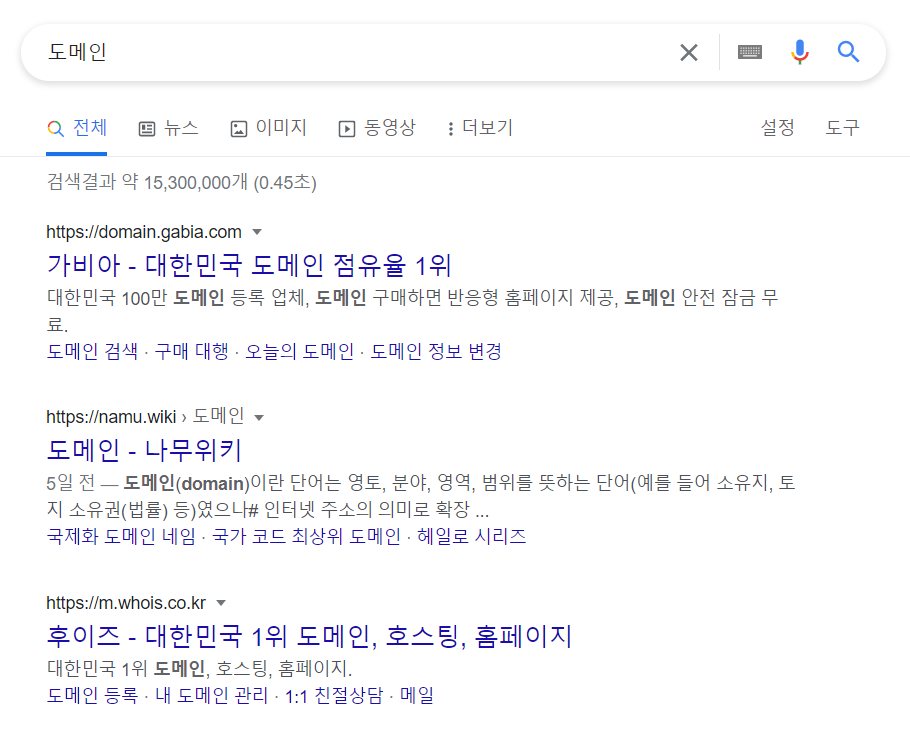 도메인
전체 뉴스 이미지 동영상 더보기 설정 도구
검색결과 약 15,300,000개 (0.45초)
https://domain.gabia.com
가비아 - 대한민국 도메인 점유율 1위
대한민국 100만 도메인 등록 업체, 도메인 구매하면 반응형 홈페이지 제공, 도메인 안전 잠금 무
료.
도메인 검색 · 구매 대행 · 오늘의 도메인 · 도메인 정보 변경
https://namu.wiki › 도메인
도메인 - 나무위키
5일 전 — 도메인(domain)이란 단어는 영토, 분야, 영역, 범위를 뜻하는 단어(예를 들어 소유지, 토
지 소유권(법률) 등)였으나# 인터넷 주소의 의미로 확장 ...
국제화 도메인 네임 · 국가 코드 최상위 도메인 · 헤일로 시리즈
https://m.whois.co.kr
후이즈 - 대한민국 1위 도메인, 호스팅, 홈페이지
대한민국 1위 도메인, 호스팅, 홈페이지.
도메인 등록 · 내 도메인 관리 · 1:1 친절상담 · 메일